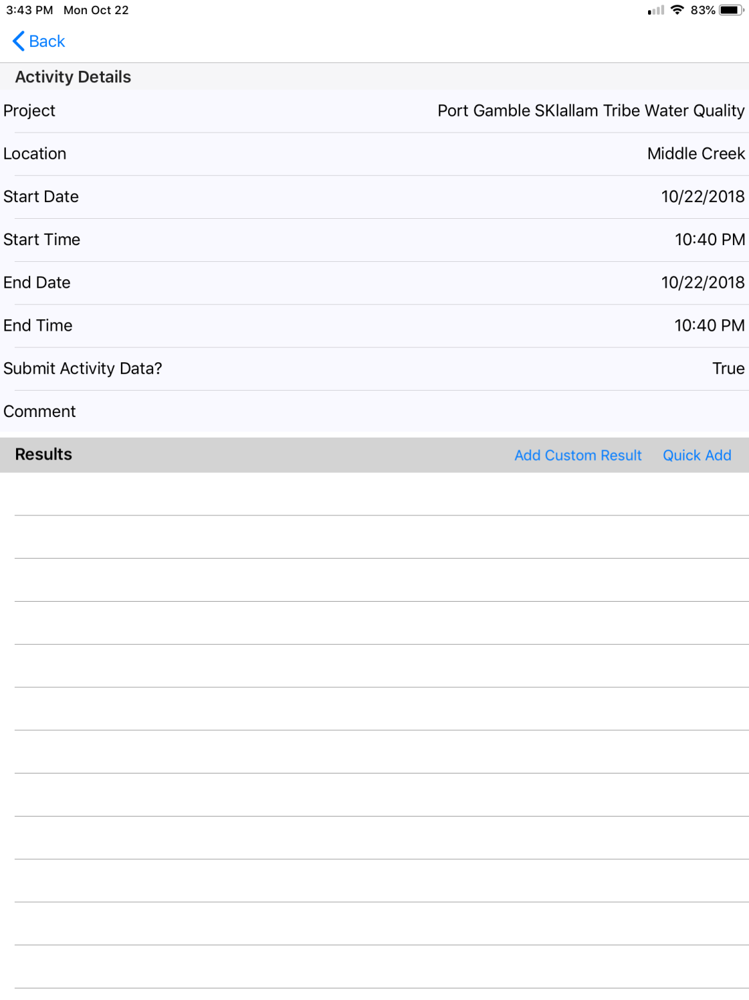 3:43 PM Mon Oct 22 83%
Back
Activity Details
Project Port Gamble SKlallam Tribe Water Quality
Location Middle Creek
Start Date 10/22/2018
Start Time 10:40 PM
End Date 10/22/2018
End Time 10:40 PM
Submit Activity Data? True
Comment
Results Add Custom Result Quick Add